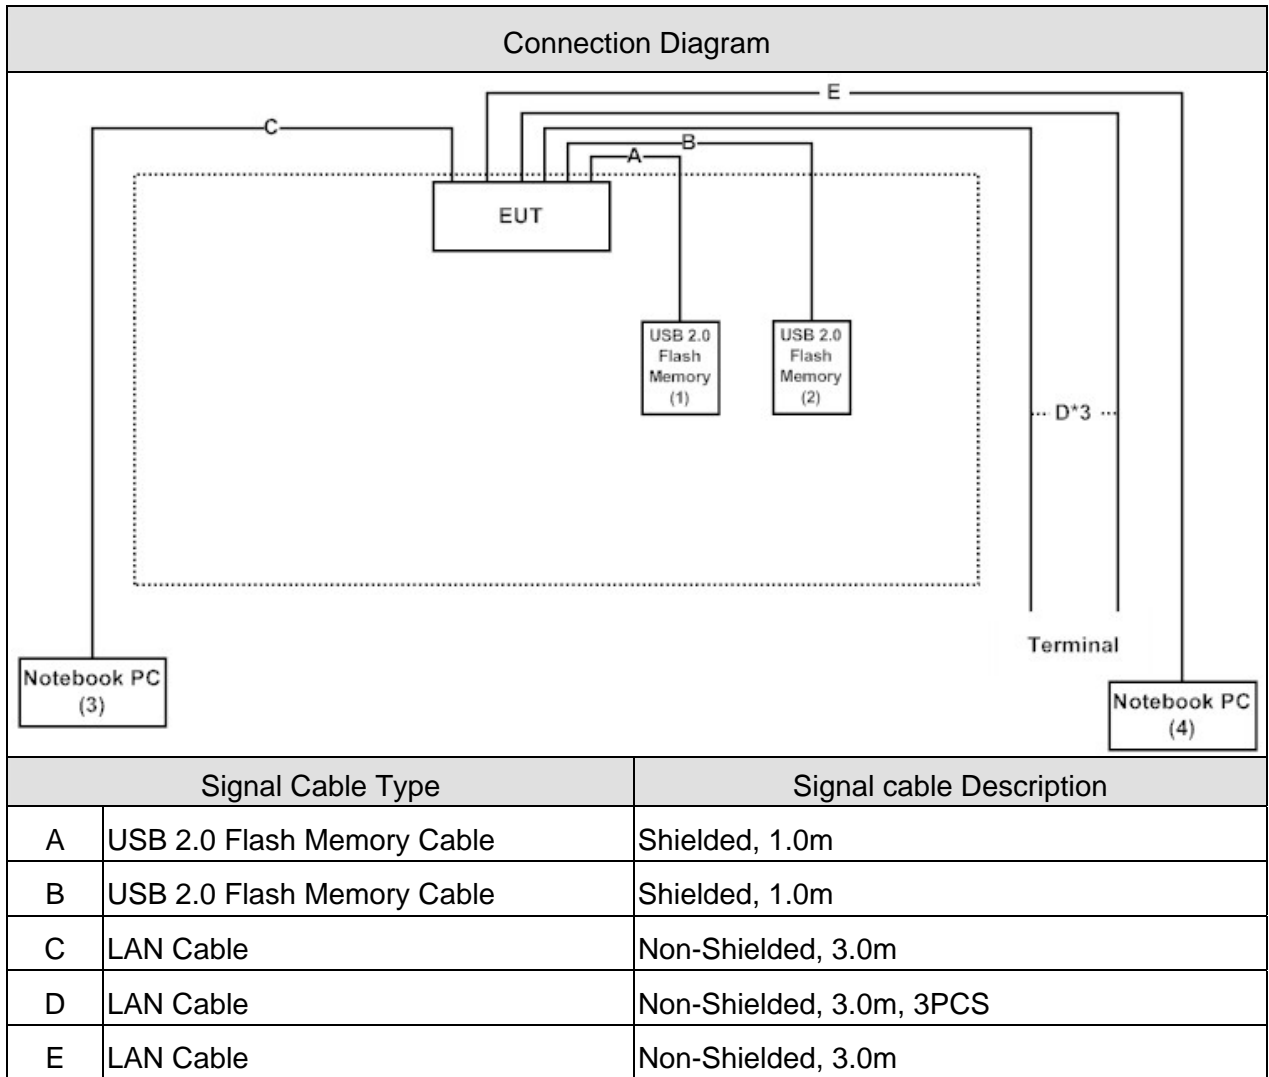 Connection Diagram
E
C
B
A
EUT
USB 2.0
Flash
Memory
(1)
USB 2.0
Flash
Memory
(2)
... D*3 ...
Terminal
Notebook PC
(3)
Notebook PC
(4)
Signal Cable Type Signal cable Description
A USB 2.0 Flash Memory Cable Shielded, 1.0m
B USB 2.0 Flash Memory Cable Shielded, 1.0m
C LAN Cable Non-Shielded, 3.0m
D LAN Cable Non-Shielded, 3.0m, 3PCS
E LAN Cable Non-Shielded, 3.0m